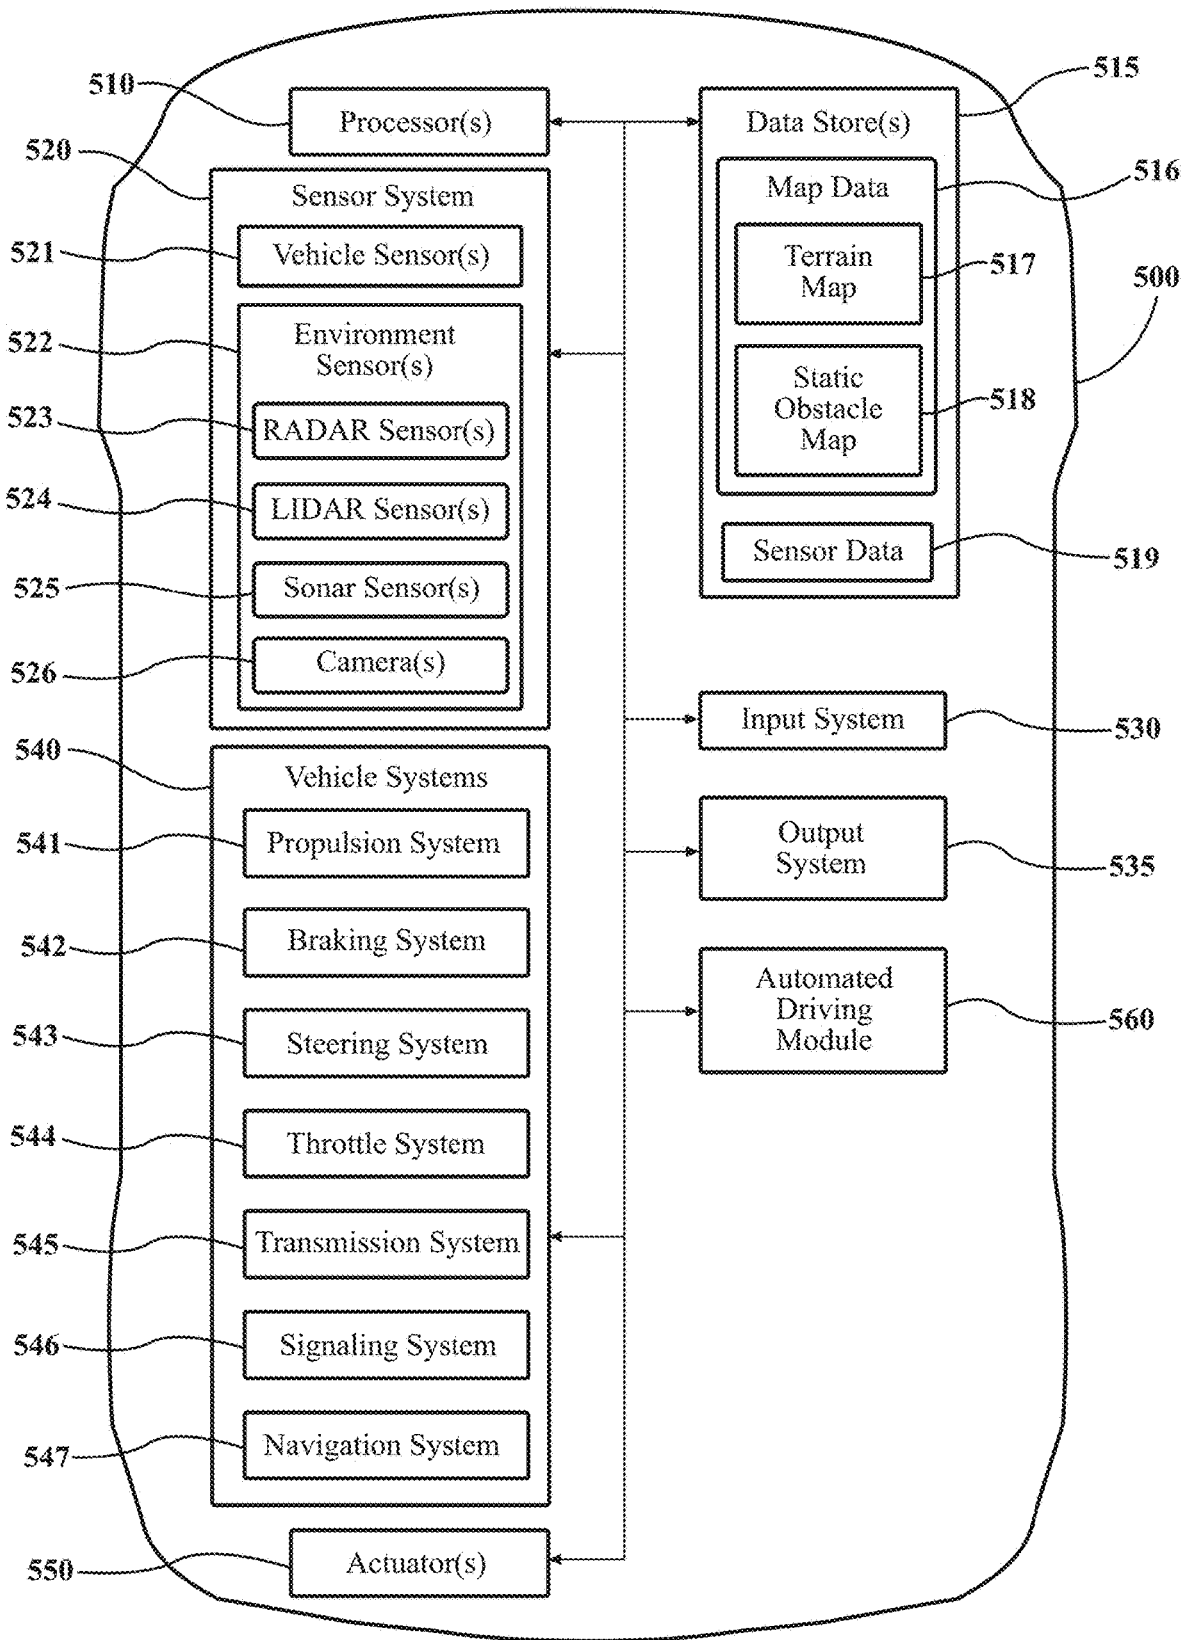 510
Processor(s)
520
Sensor System
521
Vehicle Sensor(s)
522
Environment
Sensor(s)
523
RADAR Sensor(s)
524
LIDAR Sensor(s)
525
Sonar Sensor(s)
526
Camera(s)
540
Vehicle Systems
541
Propulsion System
542
Braking System
543
Steering System
544
Throttle System
545
Transmission System
546
Signaling System
547
Navigation System
550
Actuator(s)
515
Data Store(s)
516
Map Data
Terrain
Map
517
500
Static
Obstacle
Map
518
Sensor Data
519
Input System
530
Output
System
535
Automated
Driving
Module
560